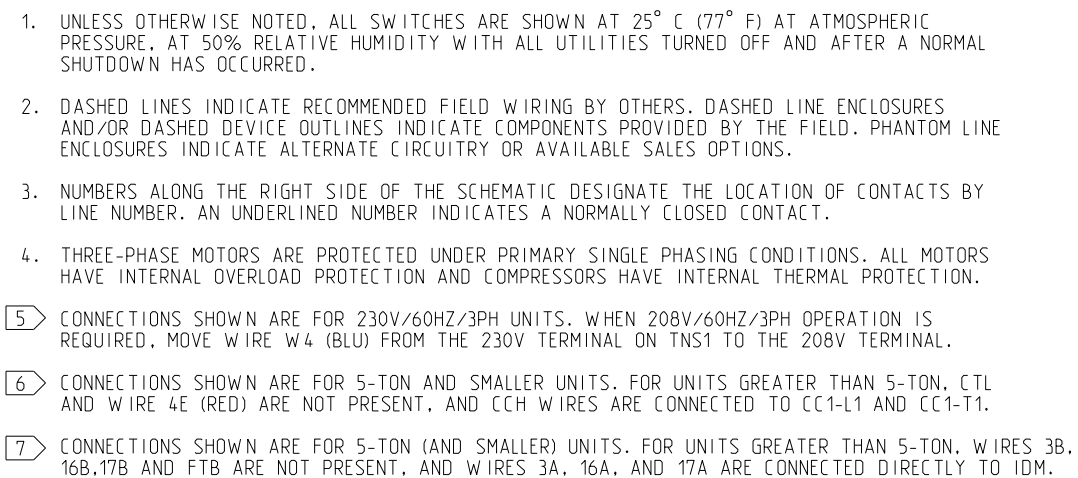 1. UNLESS OTHERWISE NOTED, ALL SWITCHES ARE SHOWN AT 25° C (77° F) AT ATMOSPHERIC
PRESSURE, AT 50% RELATIVE HUMIDITY WITH ALL UTILITIES TURNED OFF AND AFTER A NORMAL
SHUTDOWN HAS OCCURRED.
2. DASHED LINES INDICATE RECOMMENDED FIELD WIRING BY OTHERS. DASHED LINE ENCLOSURES
AND/OR DASHED DEVICE OUTLINES INDICATE COMPONENTS PROVIDED BY THE FIELD. PHANTOM LINE
ENCLOSURES INDICATE ALTERNATE CIRCUITRY OR AVAILABLE SALES OPTIONS.
3. NUMBERS ALONG THE RIGHT SIDE OF THE SCHEMATIC DESIGNATE THE LOCATION OF CONTACTS BY
LINE NUMBER. AN UNDERLINED NUMBER INDICATES A NORMALLY CLOSED CONTACT.
4. THREE-PHASE MOTORS ARE PROTECTED UNDER PRIMARY SINGLE PHASING CONDITIONS. ALL MOTORS
HAVE INTERNAL OVERLOAD PROTECTION AND COMPRESSORS HAVE INTERNAL THERMAL PROTECTION.
5 CONNECTIONS SHOWN ARE FOR 230V/60HZ/3PH UNITS. WHEN 208V/60HZ/3PH OPERATION IS
REQUIRED, MOVE WIRE W4 (BLU) FROM THE 230V TERMINAL ON TNS1 TO THE 208V TERMINAL.
6 CONNECTIONS SHOWN ARE FOR 5-TON AND SMALLER UNITS. FOR UNITS GREATER THAN 5-TON, CTL
AND WIRE 4E (RED) ARE NOT PRESENT, AND CCH WIRES ARE CONNECTED TO CC1-L1 AND CC1-T1.
7 CONNECTIONS SHOWN ARE FOR 5-TON (AND SMALLER) UNITS. FOR UNITS GREATER THAN 5-TON, WIRES 3B,
16B,17B AND FTB ARE NOT PRESENT, AND WIRES 3A, 16A, AND 17A ARE CONNECTED DIRECTLY TO IDM.